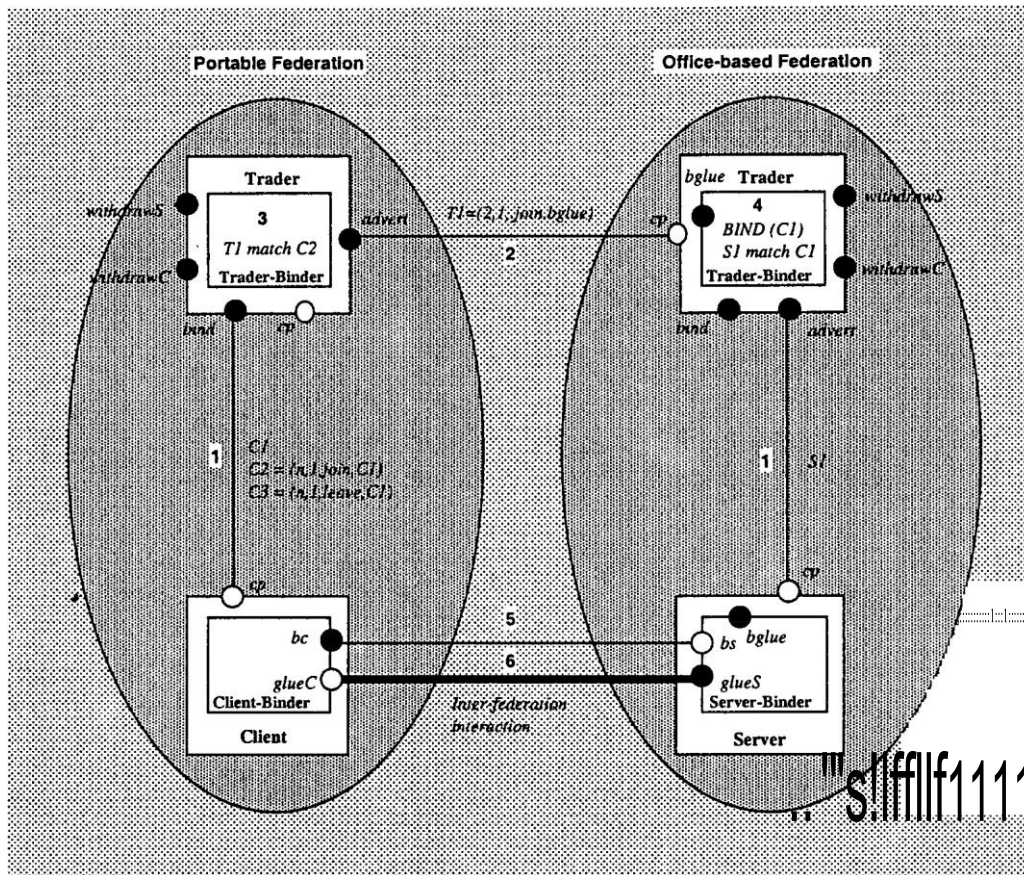 Portable Federation
Office-based Federation
Trader
withdrawS
3
T1 match C2
Trader-Binder
withdrawC
advert
bind
cp
T1=(2,1, join,bglue)
2
bglue
Trader
cp
4
BIND (C1)
S1 match C1
Trader-Binder
withdrawS
withdrawC
bind
advert
1
C1
C2 = (n,1,join,C1)
C3 = (n,1,leave,C1)
1
S1
cp
cp
bc
glueC
Client-Binder
Client
5
6
Inter-federation
interaction
bglue
bs
glueS
Server-Binder
Server